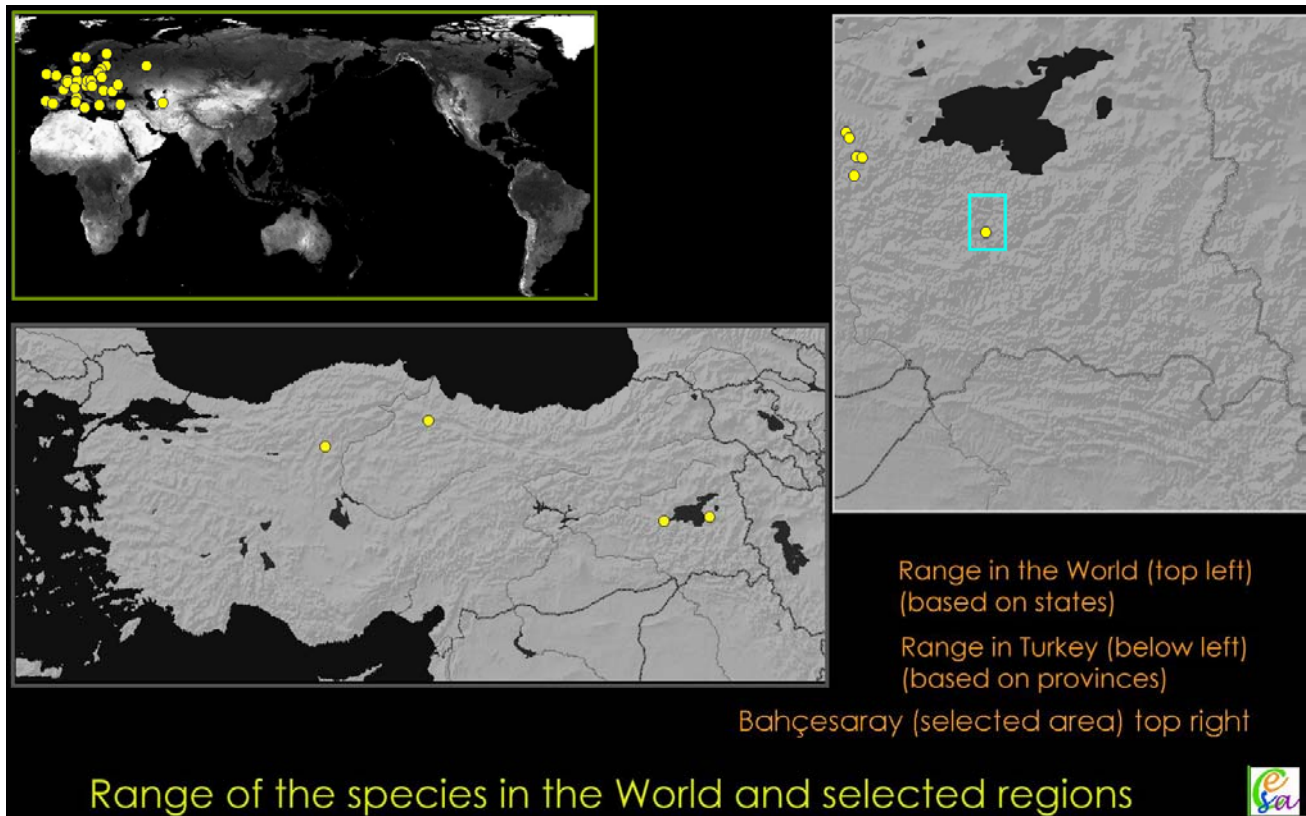 Range in the World (top left)
(based on states)
Range in Turkey (below left)
(based on provinces)
Bahçesaray (selected area) top right
Range of the species in the World and selected regions
Cesa